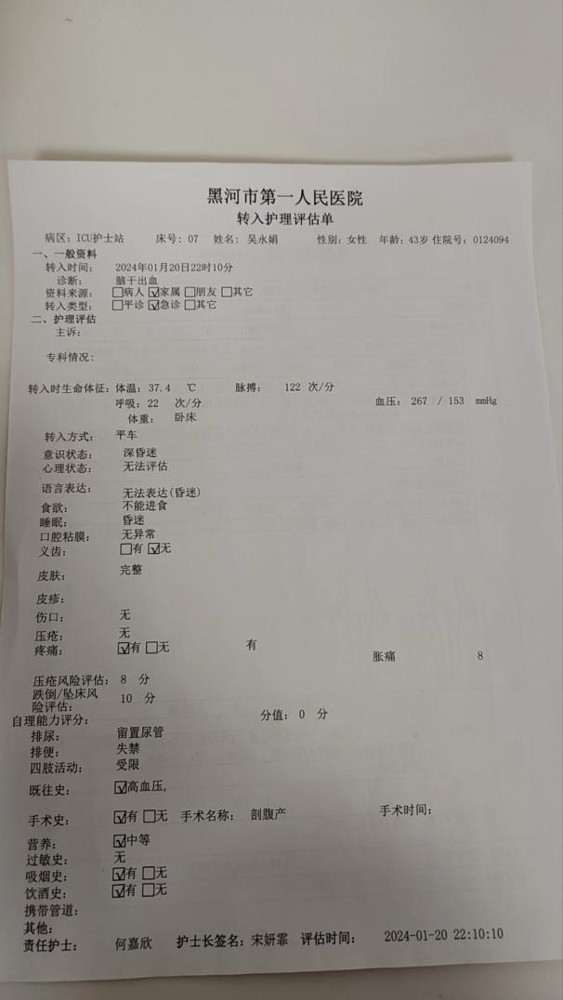 黑河市第一人民医院
转入护理评估单
病区: ICU护士站 床号: 07 姓名: 吴永娟 性别: 女性 年龄: 43岁 住院号: 0124094
一、一般资料
转入时间: 2024年01月20日22时10分
诊断: 脑干出血
资料来源: □病人 ☑家属 □朋友 □其它
转入类型: □平诊 ☑急诊 □其它
二、护理评估
主诉:
专科情况:
转入时生命体征: 体温: 37.4 ℃ 脉搏: 122 次/分
呼吸: 22 次/分 血压: 267 / 153 mmHg
体重: 卧床
转入方式: 平车
意识状态: 深昏迷
心理状态: 无法评估
语言表达: 无法表达(昏迷)
食欲: 不能进食
睡眠: 昏迷
口腔粘膜: 无异常
义齿: □有 ☑无
皮肤: 完整
皮疹:
伤口: 无
压疮: 无
疼痛: ☑有 □无 有 胀痛 8
压疮风险评估: 8 分
跌倒/坠床风
险评估: 10 分
自理能力评分: 分值: 0 分
排尿: 留置尿管
排便: 失禁
四肢活动: 受限
既往史: ☑高血压,
手术史: ☑有 □无 手术名称: 剖腹产 手术时间:
营养: ☑中等
过敏史: 无
吸烟史: ☑有 □无
饮酒史: ☑有 □无
携带管道:
其他:
责任护士: 何嘉欣 护士长签名: 宋妍霏 评估时间: 2024-01-20 22:10:10